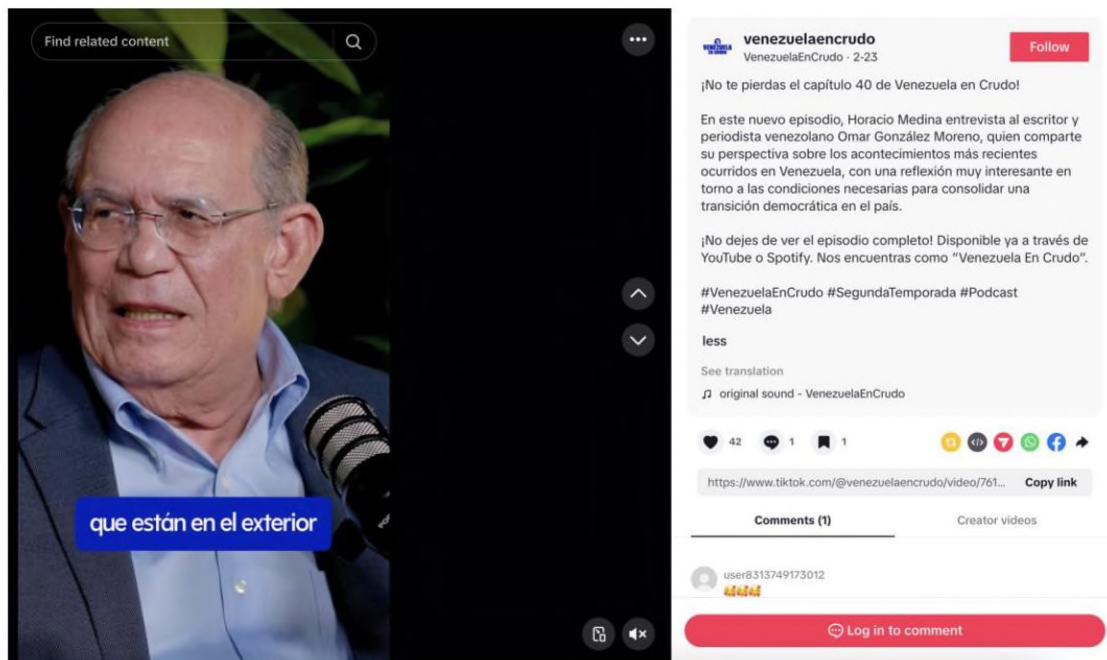 Find related content
que están en el exterior
VENEZUELA
EN CRUDO
venezuelaencrudo
VenezuelaEnCrudo · 2-23
Follow
¡No te pierdas el capítulo 40 de Venezuela en Crudo!
En este nuevo episodio, Horacio Medina entrevista al escritor y
periodista venezolano Omar González Moreno, quien comparte
su perspectiva sobre los acontecimientos más recientes
ocurridos en Venezuela, con una reflexión muy interesante en
torno a las condiciones necesarias para consolidar una
transición democrática en el país.
¡No dejes de ver el episodio completo! Disponible ya a través de
YouTube o Spotify. Nos encuentras como “Venezuela En Crudo”.
#VenezuelaEnCrudo #SegundaTemporada #Podcast
#Venezuela
less
See translation
original sound - VenezuelaEnCrudo
42 1 1
https://www.tiktok.com/@venezuelaencrudo/video/761... Copy link
Comments (1) Creator videos
user8313749173012
🥰🥰🥰
Log in to comment